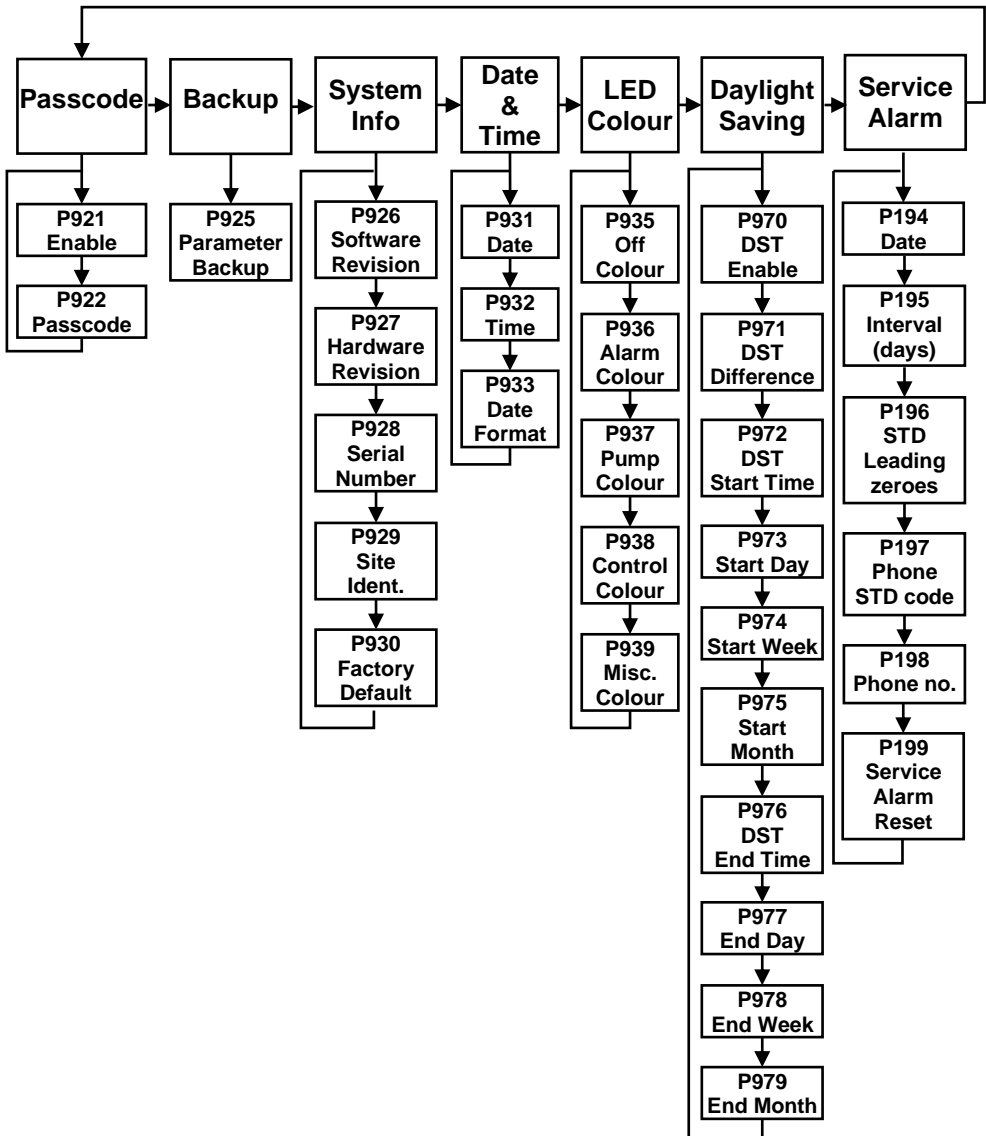 Passcode
Backup
System
Info
Date
&
Time
LED
Colour
Daylight
Saving
Service
Alarm
P921
Enable
P922
Passcode
P925
Parameter
Backup
P926
Software
Revision
P927
Hardware
Revision
P928
Serial
Number
P929
Site
Ident.
P930
Factory
Default
P931
Date
P932
Time
P933
Date
Format
P935
Off
Colour
P936
Alarm
Colour
P937
Pump
Colour
P938
Control
Colour
P939
Misc.
Colour
P970
DST
Enable
P971
DST
Difference
P972
DST
Start Time
P973
Start Day
P974
Start Week
P975
Start
Month
P976
DST
End Time
P977
End Day
P978
End Week
P979
End Month
P194
Date
P195
Interval
(days)
P196
STD
Leading
zeroes
P197
Phone
STD code
P198
Phone no.
P199
Service
Alarm
Reset